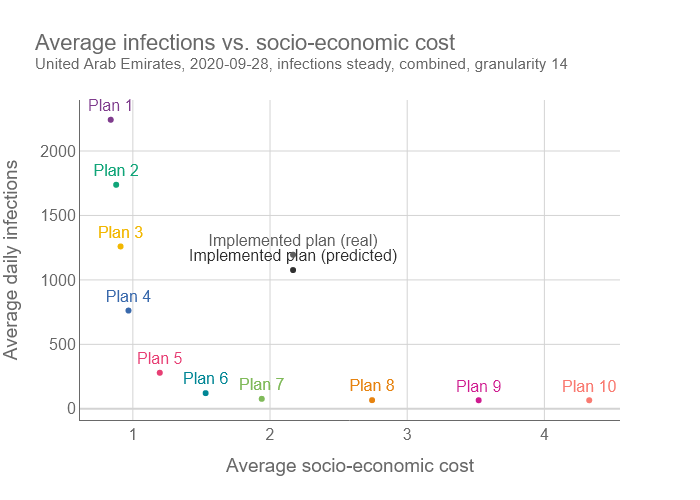 Average infections vs. socio-economic cost
United Arab Emirates, 2020-09-28, infections steady, combined, granularity 14
Plan 1
2000
Plan 2
1500
Plan 3
Implemented plan (real)
Implemented plan (predicted)
1000
Plan 4
500
Plan 5
Plan 6
Plan 7
Plan 8
Plan 9
Plan 10
0
1
2
3
4
Average daily infections
Average socio-economic cost